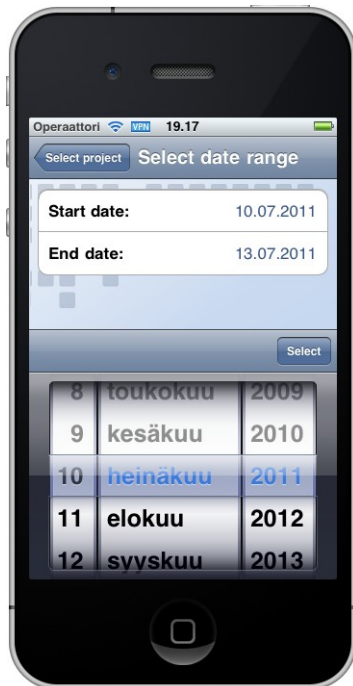 Operaattori VPN 19.17
Select project Select date range
Start date: 10.07.2011
End date: 13.07.2011
Select
8 toukokuu 2009
9 kesäkuu 2010
10 heinäkuu 2011
11 elokuu 2012
12 syyskuu 2013